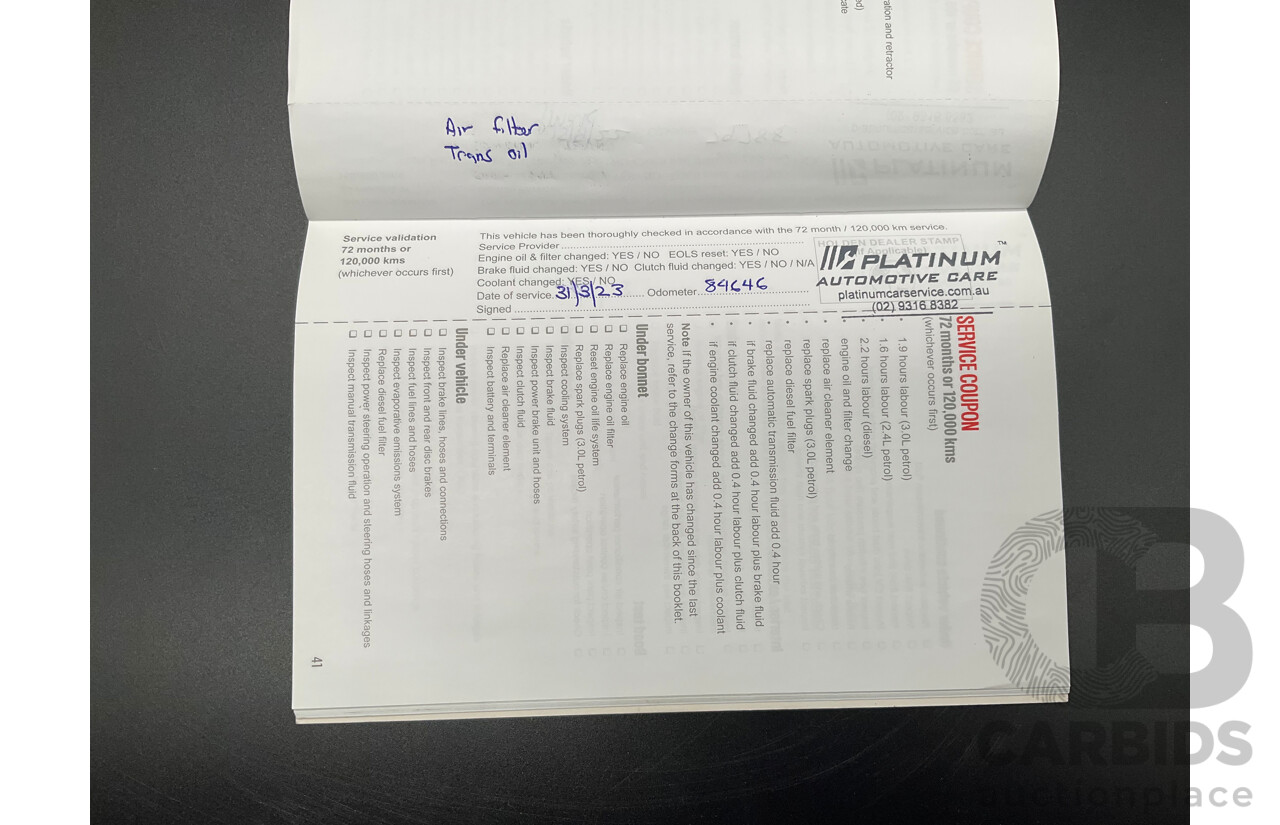 ation and retractor
ed)
cate
Air filter
Trans oil
Service validation
72 months or
120,000 kms
(whichever occurs first)
This vehicle has been thoroughly checked in accordance with the 72 month / 120,000 km service.
Service Provider
Engine oil & filter changed: YES / NO EOLS reset: YES / NO
Brake fluid changed: YES / NO Clutch fluid changed: YES / NO / N/A
Coolant changed: YES / NO
Date of service 31/3/23 Odometer 84646
Signed
HOLDEN DEALER STAMP
(If Applicable)
PLATINUM™
AUTOMOTIVE CARE
platinumcarservice.com.au
(02) 9316 8382
SERVICE COUPON
72 months or 120,000 kms
(whichever occurs first)
• 1.9 hours labour (3.0L petrol)
• 1.6 hours labour (2.4L petrol)
• 2.2 hours labour (diesel)
• engine oil and filter change
• replace air cleaner element
• replace spark plugs (3.0L petrol)
• replace diesel fuel filter
• replace automatic transmission fluid add 0.4 hour
• if brake fluid changed add 0.4 hour labour plus brake fluid
• if clutch fluid changed add 0.4 hour labour plus clutch fluid
• if engine coolant changed add 0.4 hour labour plus coolant
Note If the owner of this vehicle has changed since the last
service, refer to the change forms at the back of this booklet.
Under bonnet
❑ Replace engine oil
❑ Replace engine oil filter
❑ Reset engine oil life system
❑ Replace spark plugs (3.0L petrol)
❑ Inspect cooling system
❑ Inspect brake fluid
❑ Inspect power brake unit and hoses
❑ Inspect clutch fluid
❑ Replace air cleaner element
❑ Inspect battery and terminals
Under vehicle
❑ Inspect brake lines, hoses and connections
❑ Inspect front and rear disc brakes
❑ Inspect fuel lines and hoses
❑ Inspect evaporative emissions system
❑ Replace diesel fuel filter
❑ Inspect power steering operation and steering hoses and linkages
❑ Inspect manual transmission fluid
41
CB
CARBIDS
auctionplace